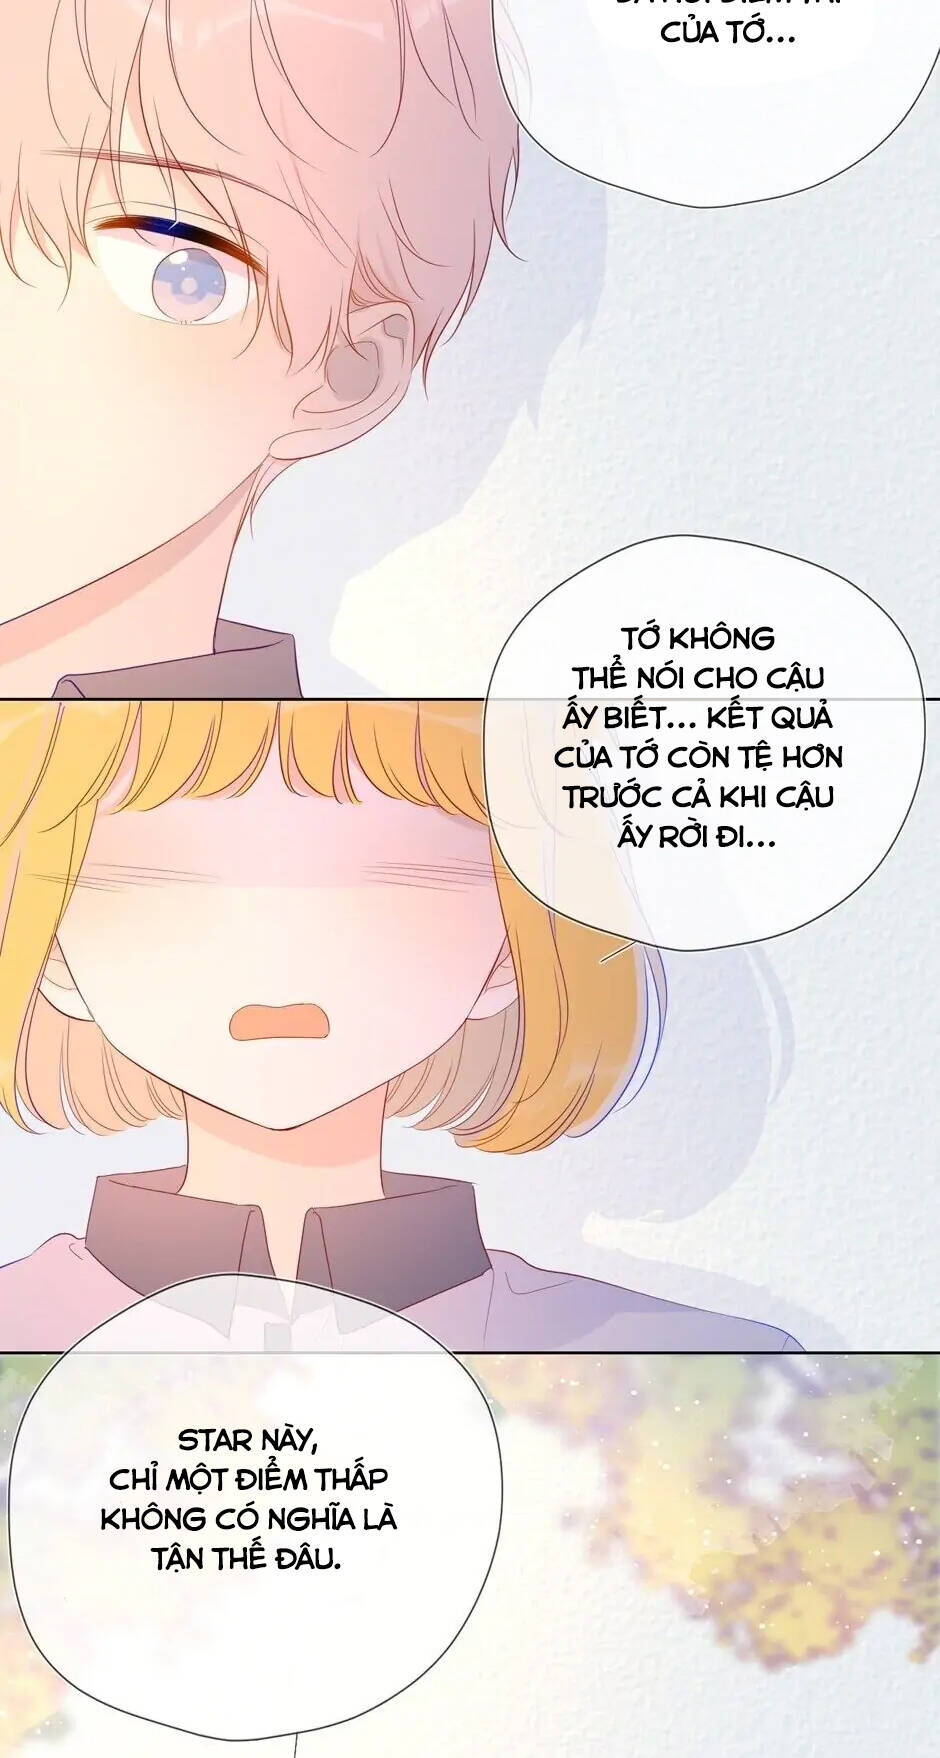 CỦA TỚ...
TỚ KHÔNG
THỂ NÓI CHO CẬU
ẤY BIẾT... KẾT QUẢ
CỦA TỚ CÒN TỆ HƠN
TRƯỚC CẢ KHI CẬU
ẤY RỜI ĐI...
STAR NÀY,
CHỈ MỘT ĐIỂM THẤP
KHÔNG CÓ NGHĨA LÀ
TẬN THẾ ĐÂU.